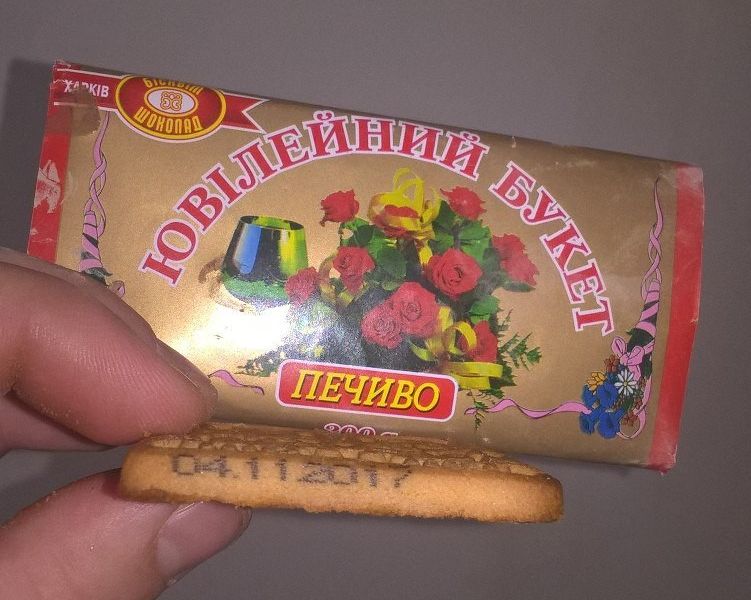 ХАРКІВ
БІСКВІТ
ШОКОЛАД
ЮВІЛЕЙНИЙ БУКЕТ
ПЕЧИВО
04.11.2017